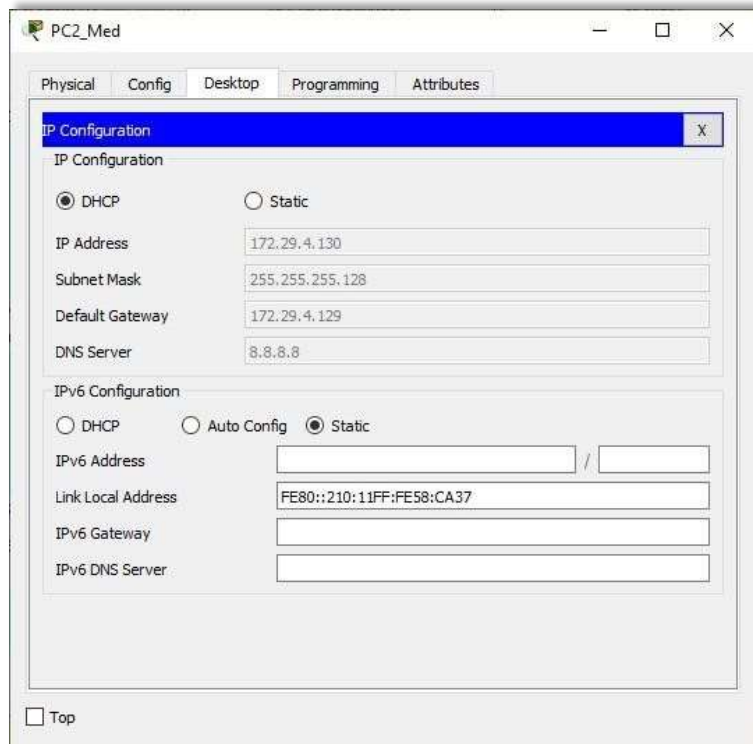 PC2_Med
Physical Config Desktop Programming Attributes
IP Configuration X
IP Configuration
DHCP Static
IP Address 172.29.4.130
Subnet Mask 255.255.255.128
Default Gateway 172.29.4.129
DNS Server 8.8.8.8
IPv6 Configuration
DHCP Auto Config Static
IPv6 Address /
Link Local Address FE80::210:11FF:FE58:CA37
IPv6 Gateway
IPv6 DNS Server
Top